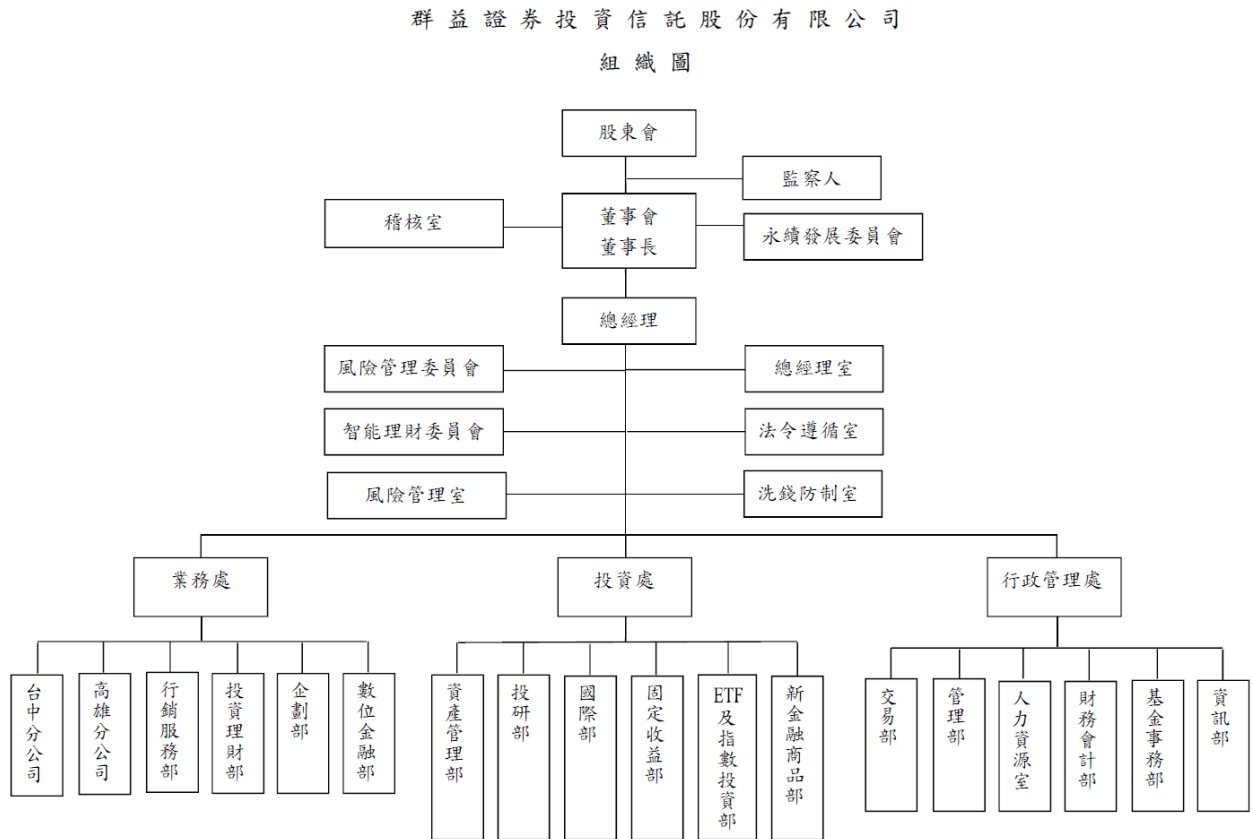 群益證券投資信託股份有限公司
組織圖
股東會
監察人
稽核室
董事會
董事長
永續發展委員會
總經理
風險管理委員會
總經理室
智能理財委員會
法令遵循室
風險管理室
洗錢防制室
業務處
投資處
行政管理處
台中分公司
高雄分公司
行銷服務部
投資理財部
企劃部
數位金融部
資產管理部
投研部
國際部
固定收益部
ETF及指數投資部
新金融商品部
交易部
管理部
人力資源室
財務會計部
基金事務部
資訊部